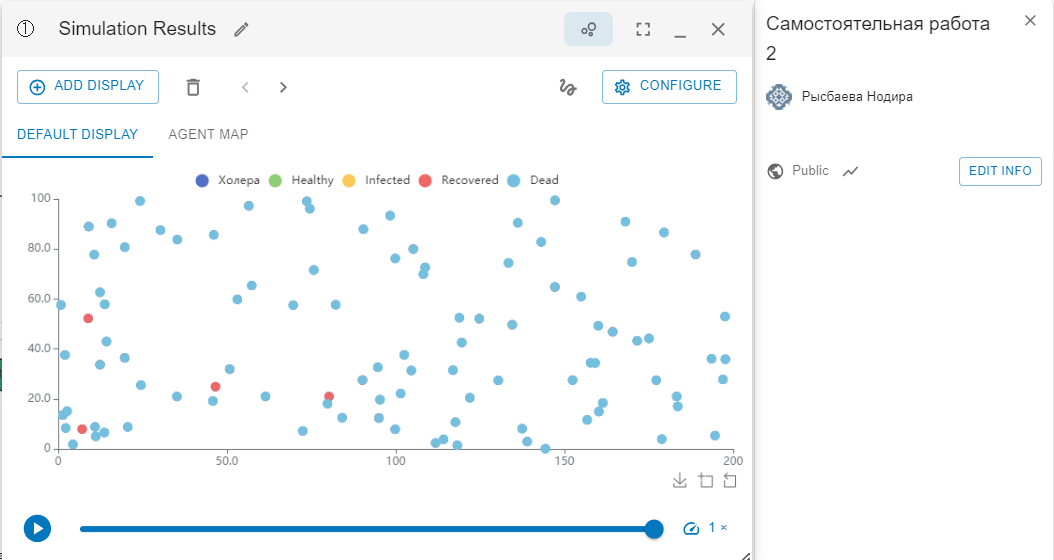 ① Simulation Results
ADD DISPLAY
CONFIGURE
DEFAULT DISPLAY AGENT MAP
Холера Healthy Infected Recovered Dead
100
80.0
60.0
40.0
20.0
0
0 50.0 100 150 200
1 ×
Самостоятельная работа
2
Рысбаева Нодира
Public
EDIT INFO